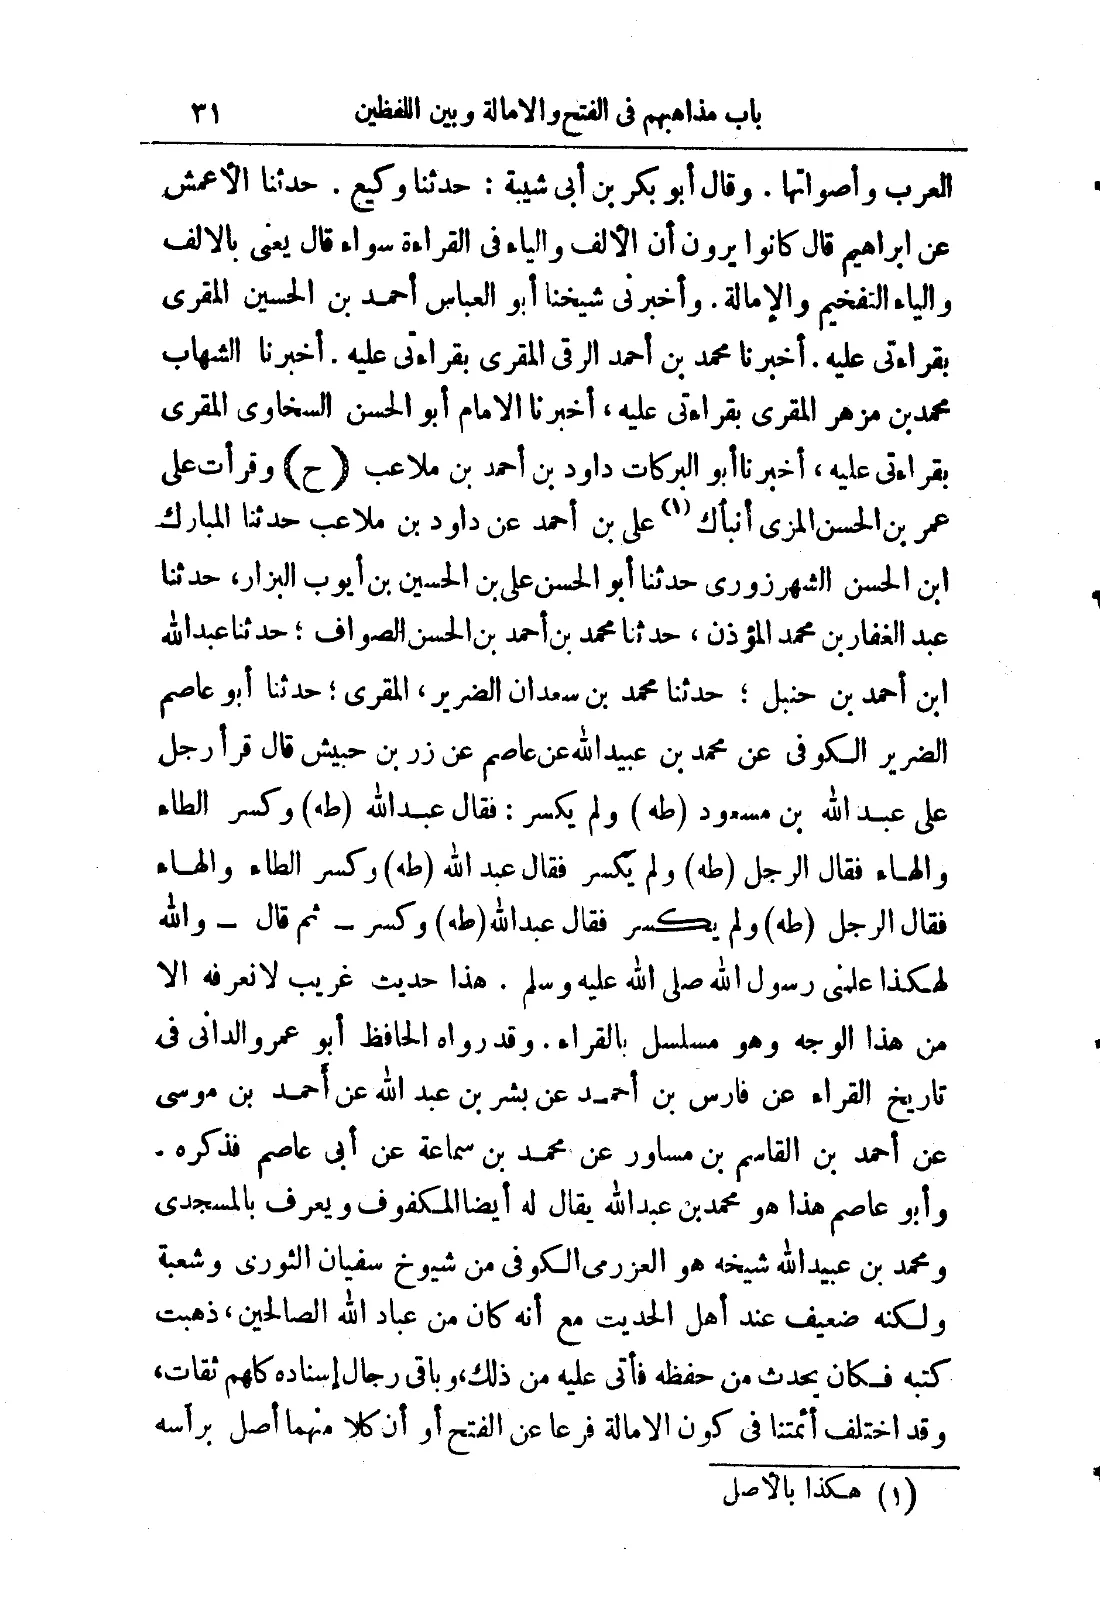 باب مذاهبهم فى الفتح والامالة وبين اللفظين ٣١
العرب وأصواتها . وقال أبو بكر بن أبى شيبة : حدثنا وكيع . حدثنا الأعمش
عن ابراهيم قال كانوا يرون أن الألف والياء فى القراءة سواء قال يعنى بالالف
والياء التفخيم والإمالة . وأخبرنى شيخنا أبو العباس أحمد بن الحسين المقرى
بقراءتى عليه . أخبرنا محمد بن أحمد الرقى المقرى بقراءتى عليه . أخبرنا الشهاب
محمد بن مزهر المقرى بقراءتى عليه ، أخبرنا الامام أبو الحسن السخاوى المقرى
بقراءتى عليه ، أخبرنا أبو البركات داود بن أحمد بن ملاعب (ح) وقرأت على
عمر بن الحسن المزى أنبأك (١) على بن أحمد عن داود بن ملاعب حدثنا المبارك
ابن الحسن الشهرزورى حدثنا أبو الحسن على بن الحسين بن أيوب البزار، حدثنا
عبد الغفار بن محمد المؤذن ، حدثنا محمد بن أحمد بن الحسن الصواف ؛ حدثنا عبد الله
ابن أحمد بن حنبل ؛ حدثنا محمد بن سعدان الضرير، المقرى ؛ حدثنا أبو عاصم
الضرير الكوفى عن محمد بن عبيد الله عن عاصم عن زر بن حبيش قال قرأ رجل
على عبد الله بن مسعود (طه) ولم يكسر : فقال عبد الله (طه) وكسر الطاء
والهاء فقال الرجل (طه) ولم يكسر فقال عبد الله (طه) وكسر الطاء والهاء
فقال الرجل (طه) ولم يكسر فقال عبد الله (طه) وكسر ــ ثم قال ــ والله
لهكذا علمنى رسول الله صلى الله عليه وسلم . هذا حديث غريب لا نعرفه الا
من هذا الوجه وهو مسلسل بالقراء . وقد رواه الحافظ أبو عمرو الدانى فى
تاريخ القراء عن فارس بن أحمد عن بشر بن عبد الله عن أحمد بن موسى
عن أحمد بن القاسم بن مساور عن محمد بن سماعة عن أبى عاصم فذكره .
وأبو عاصم هذا هو محمد بن عبد الله يقال له أيضا المكفوف ويعرف بالمسجدى
ومحمد بن عبيد الله شيخه هو العزرمى الكوفى من شيوخ سفيان الثورى وشعبة
ولكنه ضعيف عند أهل الحديث مع أنه كان من عباد الله الصالحين ، ذهبت
كتبه فكان يحدث من حفظه فأتى عليه من ذلك، وباقى رجال إسناده كلهم ثقات،
وقد اختلف أئمتنا فى كون الامالة فرعا عن الفتح أو أن كلا منهما أصل برأسه
(١) هكذا بالأصل